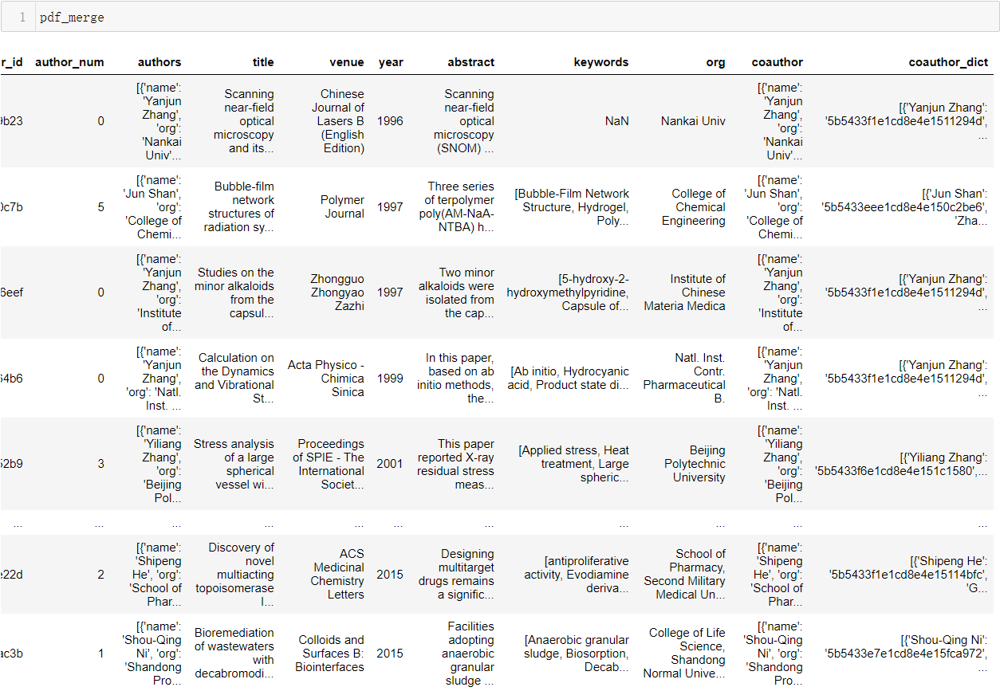 1 pdf_merge
r_id author_num authors title venue year abstract keywords org coauthor coauthor_dict
9b23
0
[{'name':
'Yanjun
Zhang',
'org':
'Nankai
Univ'...
Scanning
near-field
optical
microscopy
and its...
Chinese
Journal of
Lasers B
(English
Edition)
1996
Scanning
near-field
optical
microscopy
(SNOM) ...
NaN
Nankai Univ
[{'name':
'Yanjun
Zhang',
'org':
'Nankai
Univ'...
[{'Yanjun Zhang':
'5b5433f1e1cd8e4e1511294d',
...
0c7b
5
[{'name':
'Jun Shan',
'org':
'College of
Chemi...
Bubble-film
network
structures of
radiation sy...
Polymer
Journal
1997
Three series
of terpolymer
poly(AM-NaA-
NTBA) h...
[Bubble-Film Network
Structure, Hydrogel,
Poly...
College of
Chemical
Engineering
[{'name':
'Jun Shan',
'org':
'College of
Chemi...
[{'Jun Shan':
'5b5433eee1cd8e4e150c2be6',
'Zha...
6eef
0
[{'name':
'Yanjun
Zhang',
'org':
'Institute
of...
Studies on the
minor alkaloids
from the
capsul...
Zhongguo
Zhongyao
Zazhi
1997
Two minor
alkaloids were
isolated from
the cap...
[5-hydroxy-2-
hydroxymethylpyridine,
Capsule of...
Institute of
Chinese
Materia Medica
[{'name':
'Yanjun
Zhang',
'org':
'Institute
of...
[{'Yanjun Zhang':
'5b5433f1e1cd8e4e1511294d',
...
64b6
0
[{'name':
'Yanjun
Zhang',
'org': 'Natl.
Inst. ...
Calculation on
the Dynamics
and Vibrational
St...
Acta Physico -
Chimica
Sinica
1999
In this paper,
based on ab
initio methods,
the...
[Ab initio, Hydrocyanic
acid, Product state di...
Natl. Inst.
Contr.
Pharmaceutical
B.
[{'name':
'Yanjun
Zhang',
'org': 'Natl.
Inst. ...
[{'Yanjun Zhang':
'5b5433f1e1cd8e4e1511294d',
...
52b9
3
[{'name':
'Yiliang
Zhang',
'org':
'Beijing
Pol...
Stress analysis
of a large
spherical
vessel wi...
Proceedings
of SPIE - The
International
Societ...
2001
This paper
reported X-ray
residual stress
meas...
[Applied stress, Heat
treatment, Large
spheric...
Beijing
Polytechnic
University
[{'name':
'Yiliang
Zhang',
'org':
'Beijing
Pol...
[{'Yiliang Zhang':
'5b5433f6e1cd8e4e151c1580',...
... ... ... ... ... ... ... ... ... ... ...
e22d
2
[{'name':
'Shipeng
He', 'org':
'School of
Phar...
Discovery of
novel
multiacting
topoisomerase
I...
ACS
Medicinal
Chemistry
Letters
2015
Designing
multitarget
drugs remains
a signific...
[antiproliferative
activity, Evodiamine
deriva...
School of
Pharmacy,
Second Military
Medical Un...
[{'name':
'Shipeng
He', 'org':
'School of
Phar...
[{'Shipeng He':
'5b5433f1e1cd8e4e15114bfc',
'G...
ac3b
1
[{'name':
'Shou-Qing
Ni', 'org':
'Shandong
Pro...
Bioremediation
of wastewaters
with
decabromodi...
Colloids and
Surfaces B:
Biointerfaces
2015
Facilities
adopting
anaerobic
granular
sludge ...
[Anaerobic granular
sludge, Biosorption,
Decab...
College of Life
Science,
Shandong
Normal Unive...
[{'name':
'Shou-Qing
Ni', 'org':
'Shandong
Pro...
[{'Shou-Qing Ni':
'5b5433e7e1cd8e4e15fca972',
...